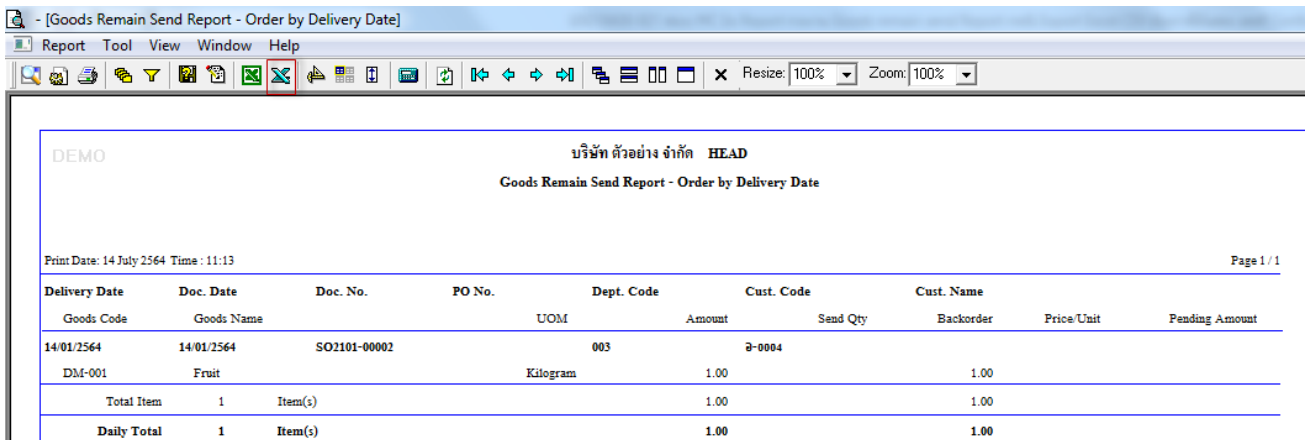 - [Goods Remain Send Report - Order by Delivery Date]
Report Tool View Window Help
Resize: 100% Zoom: 100%
DEMO
บริษัท ตัวอย่าง จำกัด HEAD
Goods Remain Send Report - Order by Delivery Date
Print Date: 14 July 2564 Time : 11:13 Page 1 / 1
Delivery Date Doc. Date Doc. No. PO No. Dept. Code Cust. Code Cust. Name
Goods Code Goods Name UOM Amount Send Qty Backorder Price/Unit Pending Amount
14/01/2564 14/01/2564 SO2101-00002 003 อ-0004
DM-001 Fruit Kilogram 1.00 1.00
Total Item 1 Item(s) 1.00 1.00
Daily Total 1 Item(s) 1.00 1.00